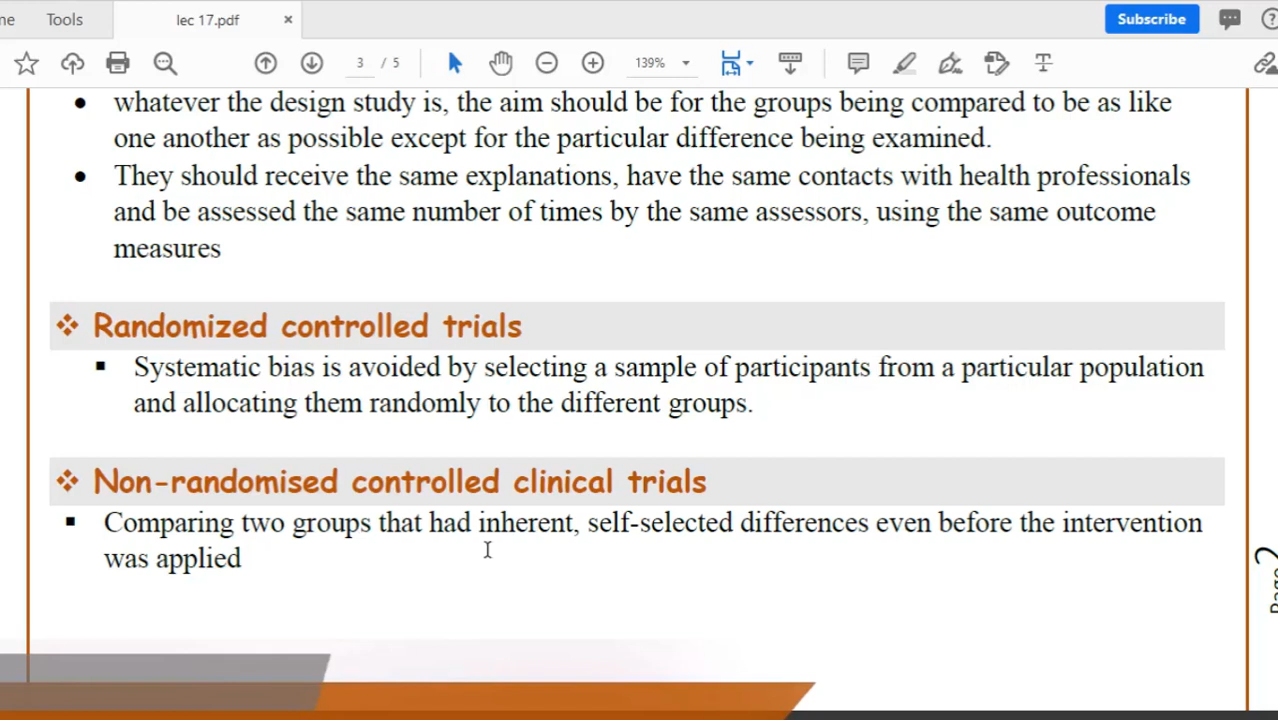 me Tools lec 17.pdf × Subscribe ?
3 / 5 139%
• whatever the design study is, the aim should be for the groups being compared to be as like
one another as possible except for the particular difference being examined.
• They should receive the same explanations, have the same contacts with health professionals
and be assessed the same number of times by the same assessors, using the same outcome
measures
❖ Randomized controlled trials
▪ Systematic bias is avoided by selecting a sample of participants from a particular population
and allocating them randomly to the different groups.
❖ Non-randomised controlled clinical trials
▪ Comparing two groups that had inherent, self-selected differences even before the intervention
was applied
Page 2